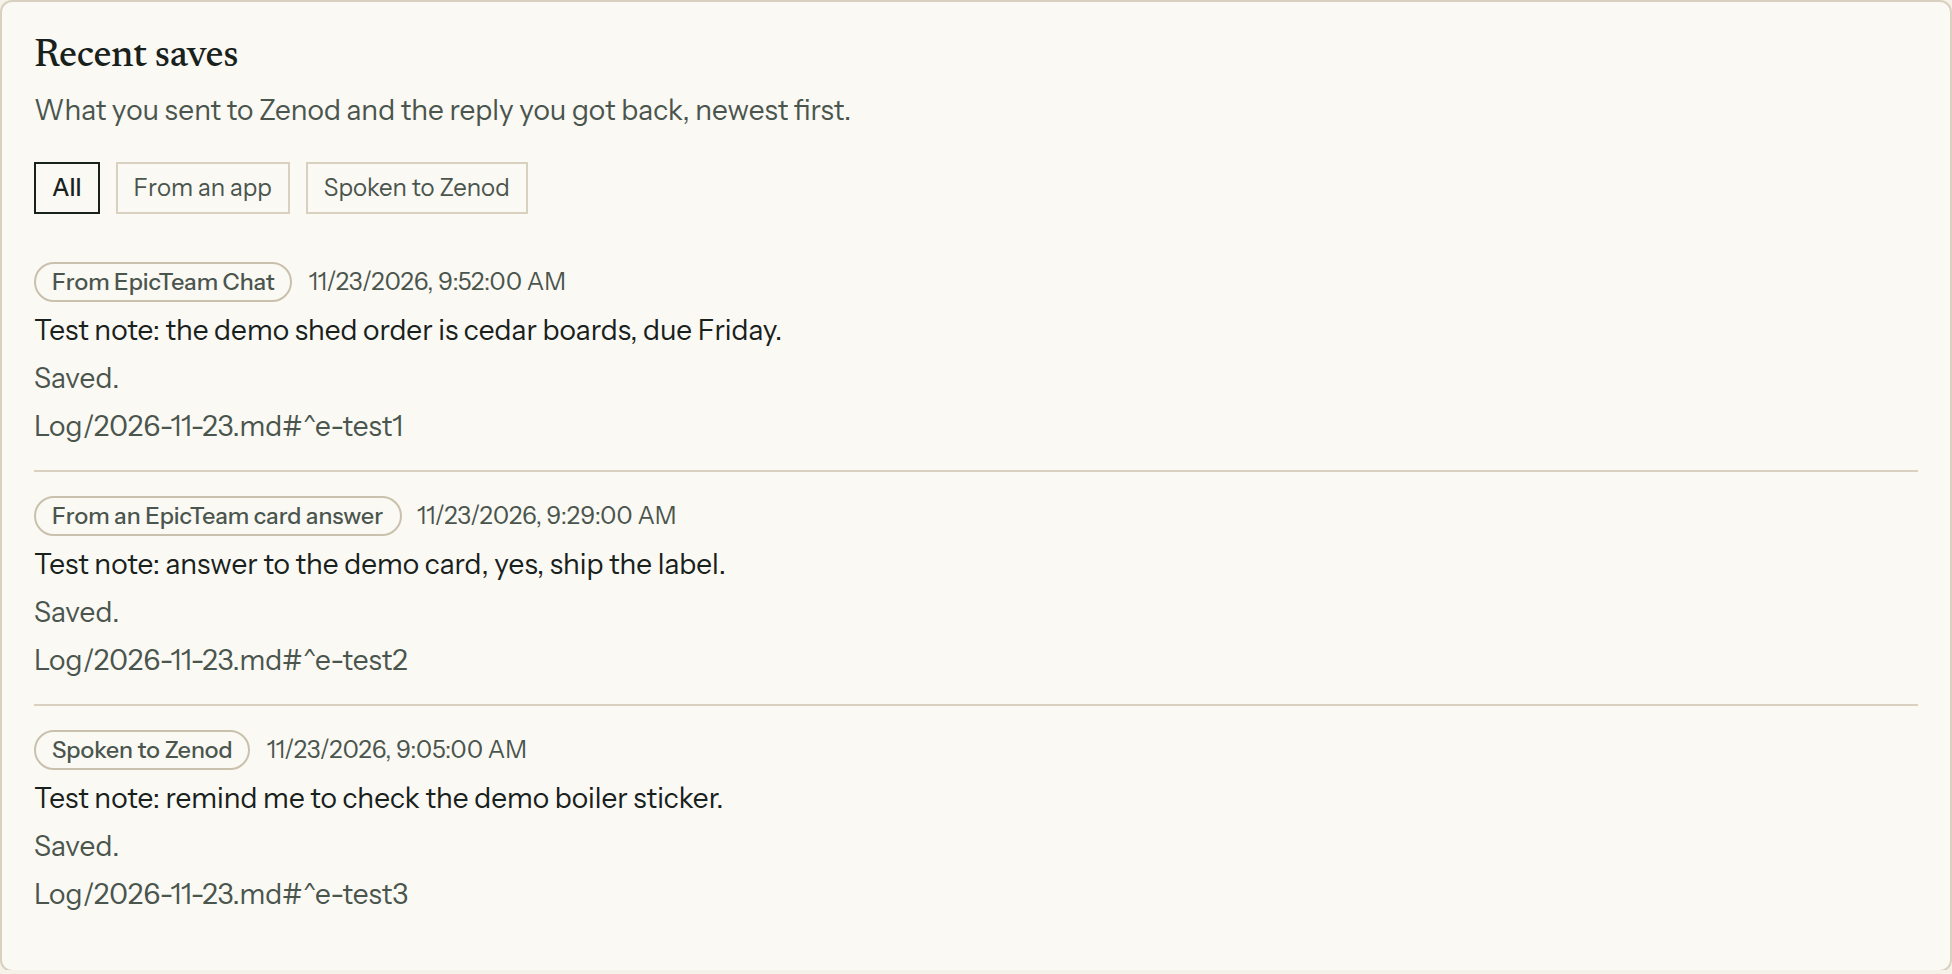 Recent saves
What you sent to Zenod and the reply you got back, newest first.
All
From an app
Spoken to Zenod
From EpicTeam Chat 11/23/2026, 9:52:00 AM
Test note: the demo shed order is cedar boards, due Friday.
Saved.
Log/2026-11-23.md#^e-test1
From an EpicTeam card answer 11/23/2026, 9:29:00 AM
Test note: answer to the demo card, yes, ship the label.
Saved.
Log/2026-11-23.md#^e-test2
Spoken to Zenod 11/23/2026, 9:05:00 AM
Test note: remind me to check the demo boiler sticker.
Saved.
Log/2026-11-23.md#^e-test3